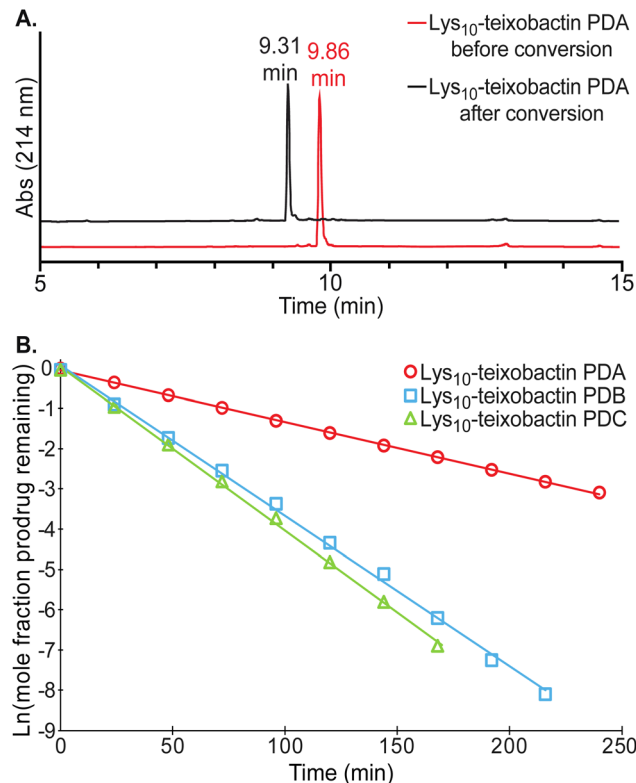 A.
Lys₁₀-teixobactin PDA
before conversion
Lys₁₀-teixobactin PDA
after conversion
9.31
min
9.86
min
Abs (214 nm)
5
10
15
Time (min)
B.
Lys₁₀-teixobactin PDA
Lys₁₀-teixobactin PDB
Lys₁₀-teixobactin PDC
Ln(mole fraction prodrug remaining)
0
-1
-2
-3
-4
-5
-6
-7
-8
-9
0
50
100
150
200
250
Time (min)